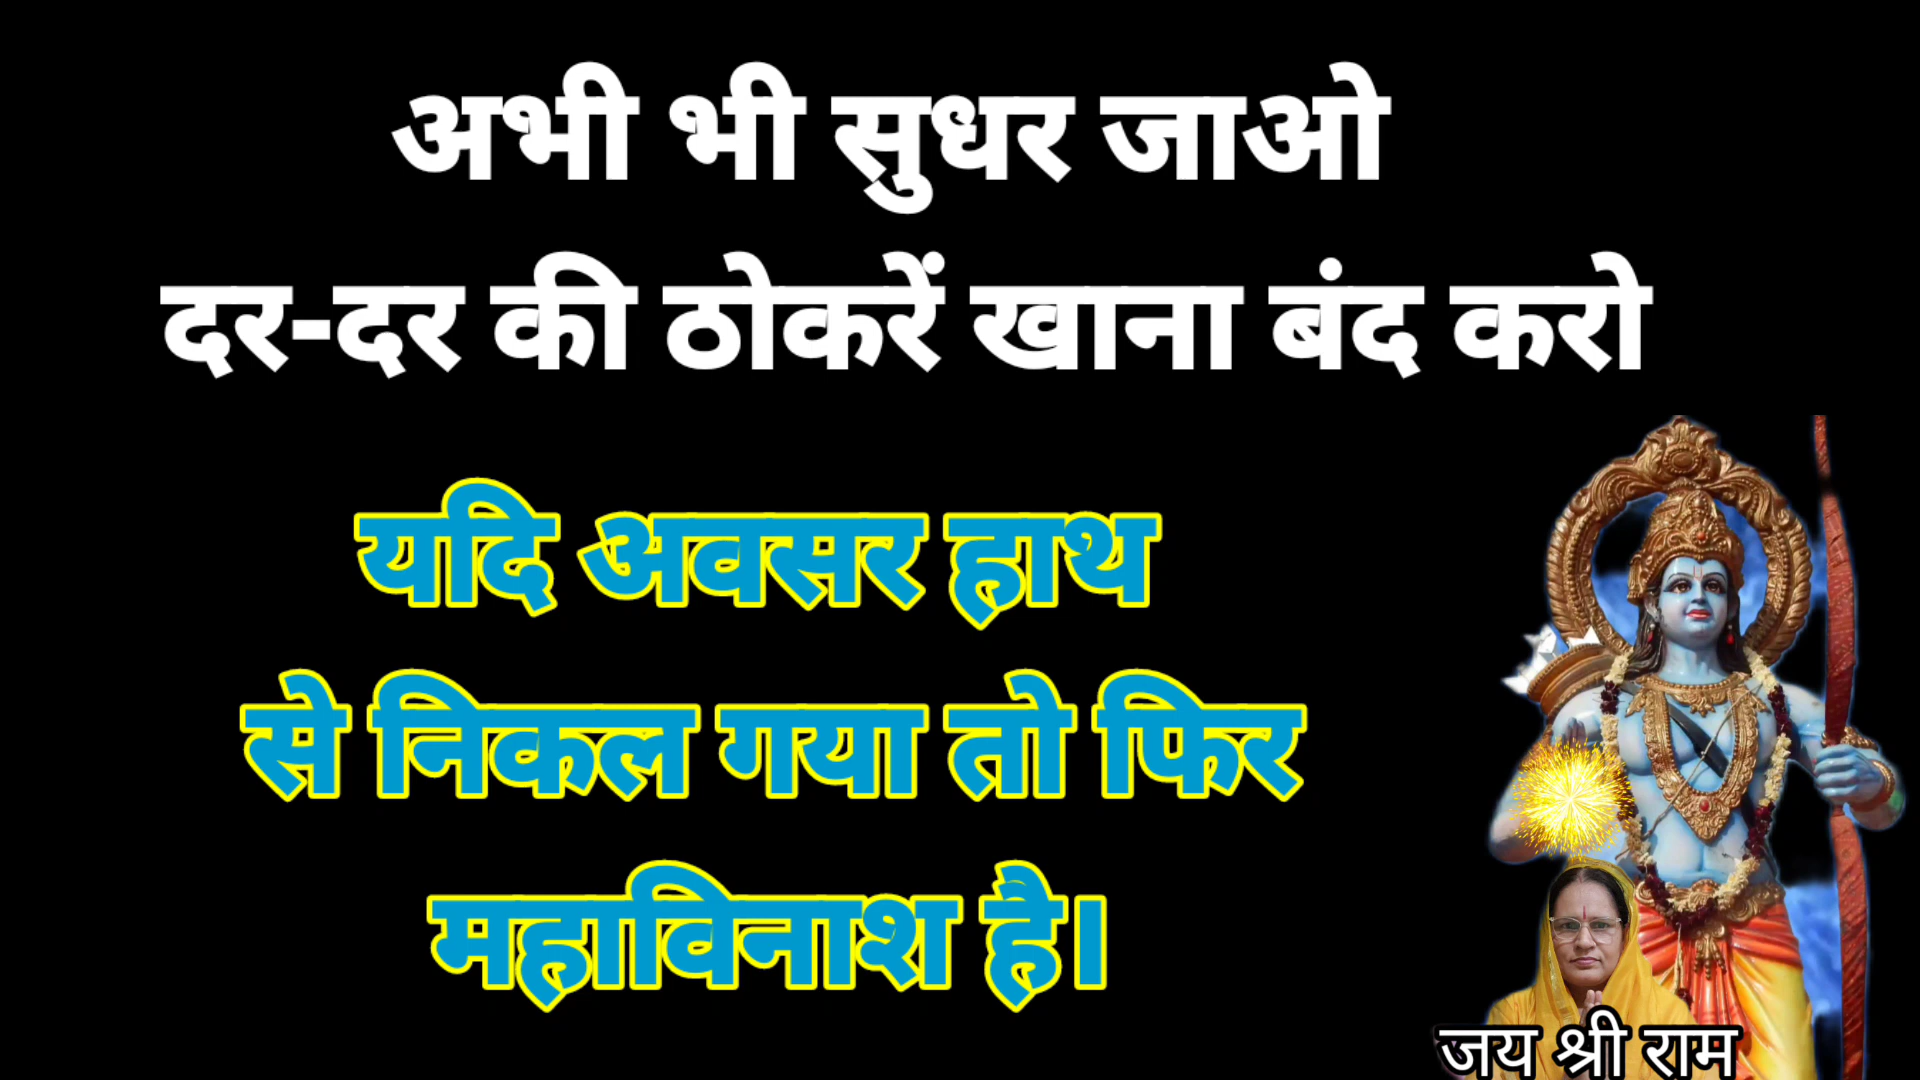 अभी भी सुधर जाओ
दर-दर की ठोकरें खाना बंद करो
यदि अवसर हाथ
से निकल गया तो फिर
महाविनाश है।
जय श्री राम